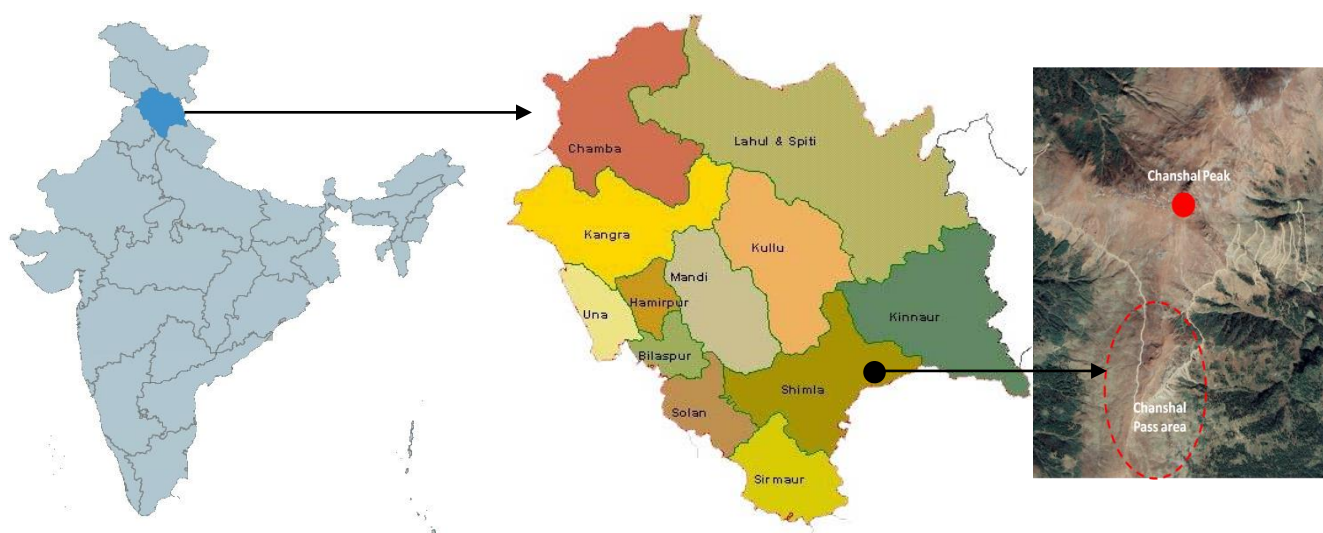 Chamba
Lahul & Spiti
Kangra
Kullu
Mandi
Hamirpur
Una
Kinnaur
Bilaspur
Shimla
Solan
Sirmaur
Chanshal Peak
Chanshal
Pass area